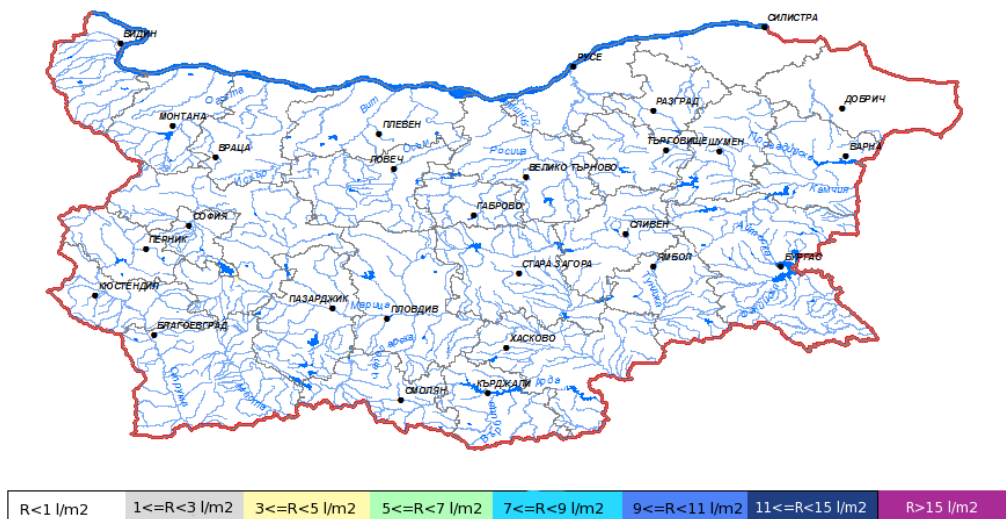 СИЛИСТРА
ВИДИН
РУСЕ
ДОБРИЧ
РАЗГРАД
Огоста
Вит
МОНТАНА
ПЛЕВЕН
Осъм
ТЪРГОВИЩЕ
ШУМЕН
Провадийска
ВРАЦА
Росица
ВАРНА
ЛОВЕЧ
ВЕЛИКО ТЪРНОВО
Искър
Камчия
ГАБРОВО
СОФИЯ
СЛИВЕН
ПЕРНИК
СТАРА ЗАГОРА
ЯМБОЛ
БУРГАС
КЮСТЕНДИЛ
Тунджа
ПАЗАРДЖИК
Марица
ПЛОВДИВ
БЛАГОЕВГРАД
ХАСКОВО
Струма
Места
СМОЛЯН
КЪРДЖАЛИ
R<1 l/m2
1<=R<3 l/m2
3<=R<5 l/m2
5<=R<7 l/m2
7<=R<9 l/m2
9<=R<11 l/m2
11<=R<15 l/m2
R>15 l/m2